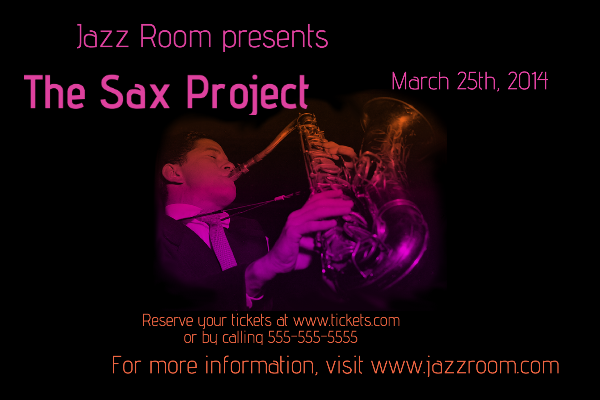 Jazz Room presents
The Sax Project
March 25th, 2014
Reserve your tickets at www.tickets.com
or by calling 555-555-5555
For more information, visit www.jazzroom.com